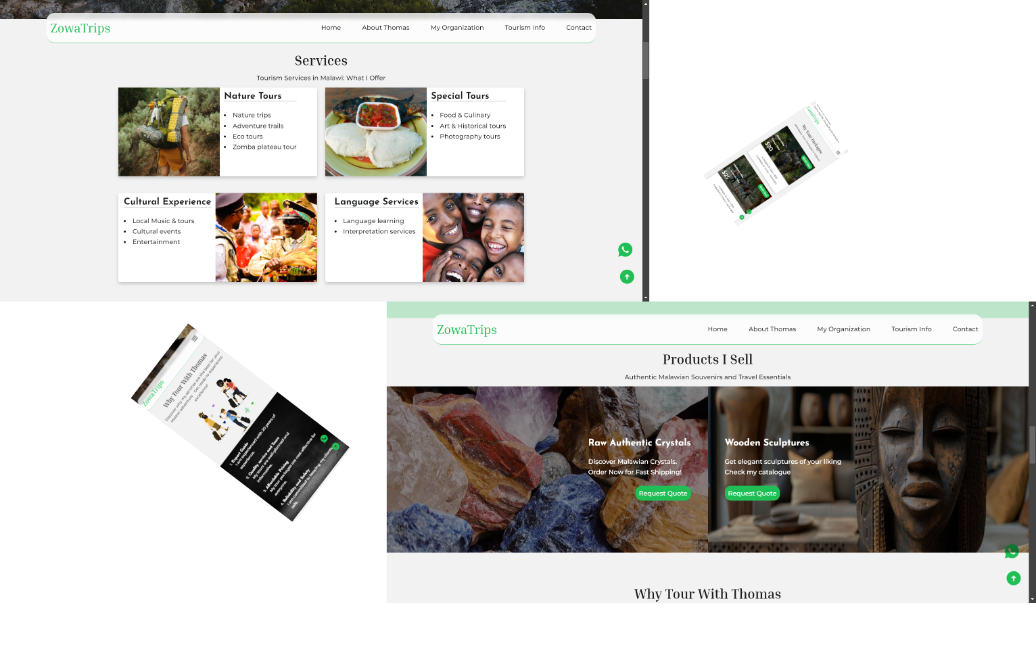 ZowaTrips
Home
About Thomas
My Organization
Tourism Info
Contact
Services
Tourism Services in Malawi: What I Offer
Nature Tours
Nature trips
Adventure trails
Eco tours
Zomba plateau tour
Special Tours
Food & Culinary
Art & Historical tours
Photography tours
Cultural Experience
Local Music & tours
Cultural events
Entertainment
Language Services
Language learning
Interpretation services
ZowaTrips
My Tour Packages
ZowaTrips
Why Tour With Thomas
ZowaTrips
Home
About Thomas
My Organization
Tourism Info
Contact
Products I Sell
Authentic Malawian Souvenirs and Travel Essentials
Raw Authentic Crystals
Discover Malawian Crystals.
Order Now for Fast Shipping!
Request Quote
Wooden Sculptures
Get elegant sculptures of your liking
Check my catalogue
Request Quote
Why Tour With Thomas